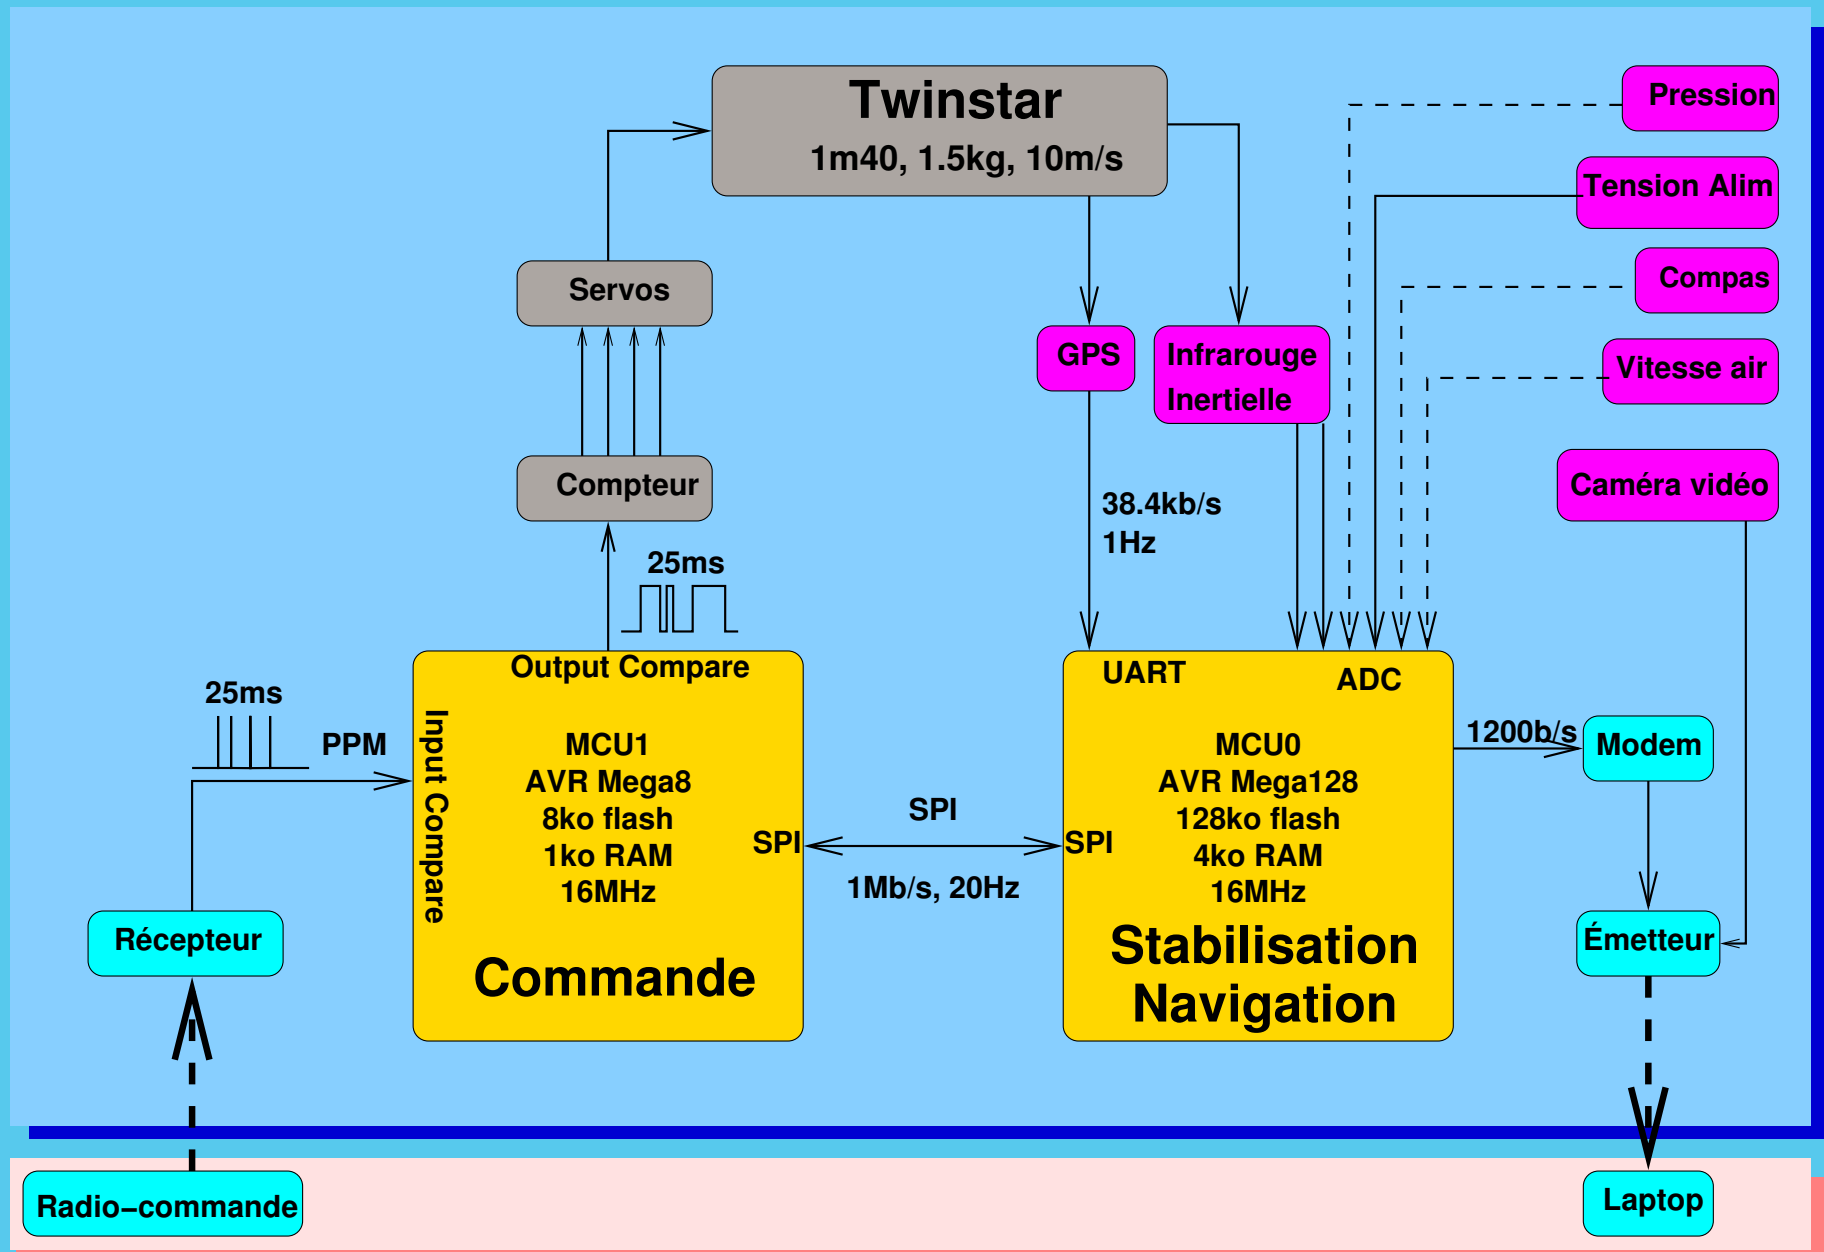 Twinstar
1m40, 1.5kg, 10m/s
Pression
Tension Alim
Compas
Vitesse air
Caméra vidéo
Servos
GPS
Infrarouge
Inertielle
Compteur
38.4kb/s
1Hz
25ms
Output Compare
25ms
PPM
Input Compare
MCU1
AVR Mega8
8ko flash
1ko RAM
16MHz
SPI
Commande
SPI
1Mb/s, 20Hz
UART
ADC
MCU0
AVR Mega128
128ko flash
4ko RAM
16MHz
SPI
Stabilisation
Navigation
1200b/s
Modem
Récepteur
Émetteur
Radio−commande
Laptop